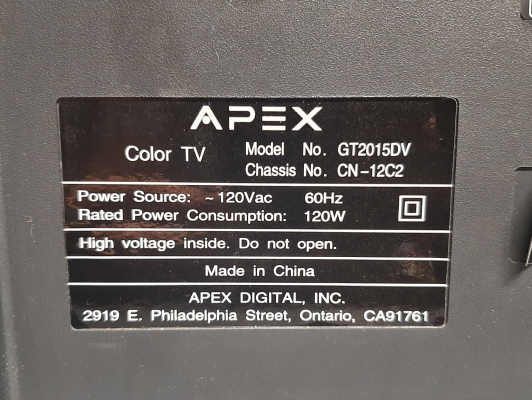 APEX
Color TV
Model No. GT2015DV
Chassis No. CN-12C2
Power Source: ~120Vac 60Hz
Rated Power Consumption: 120W
High voltage inside. Do not open.
Made in China
APEX DIGITAL, INC.
2919 E. Philadelphia Street, Ontario, CA91761